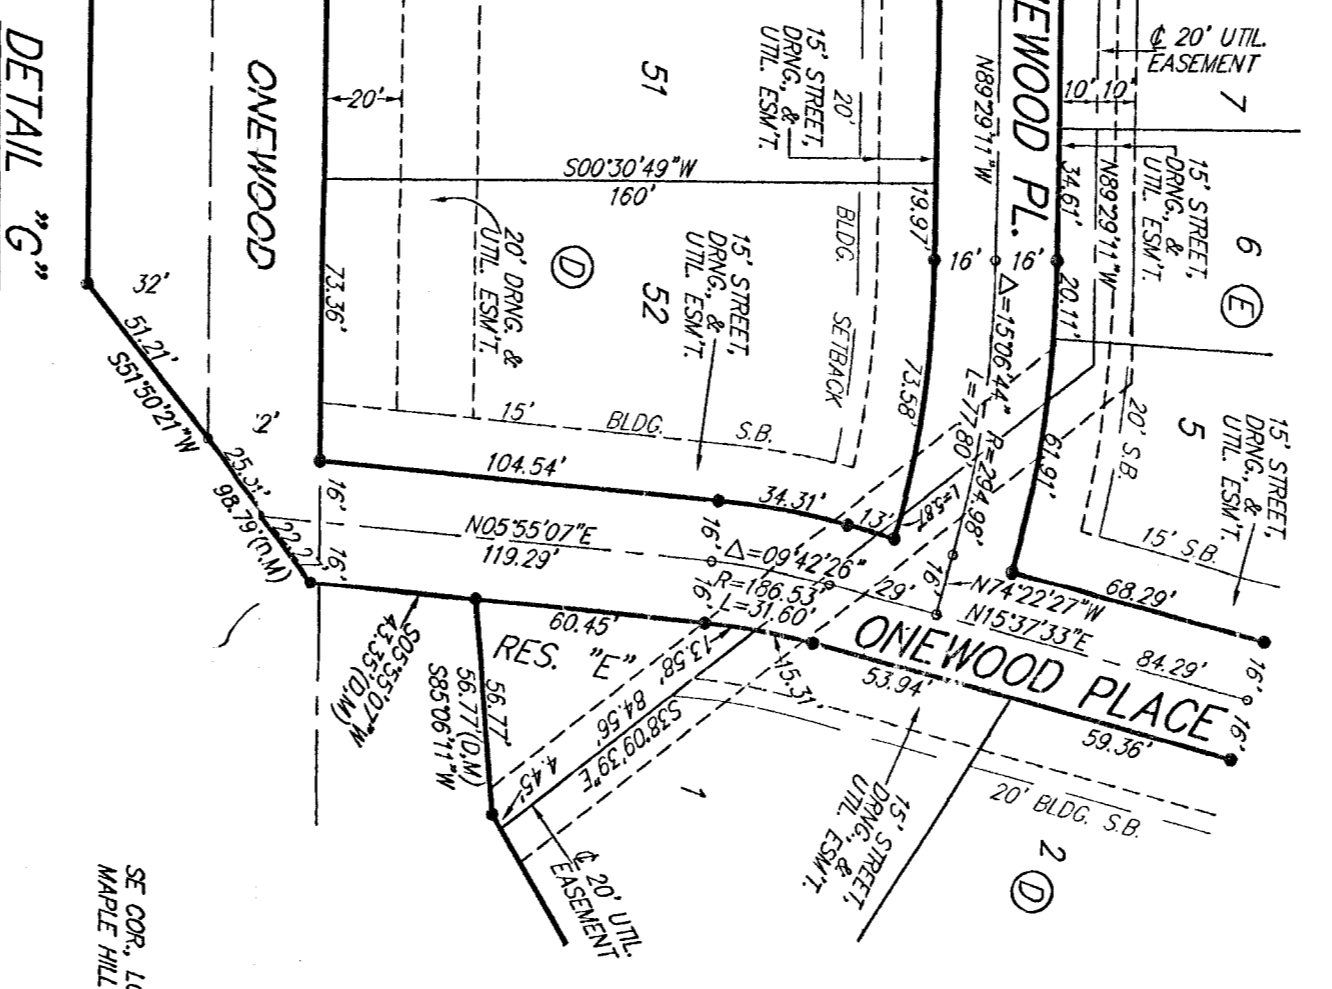 DETAIL "G"
ONEWOOD
32'
51.21'
S51°50'21"W
98.79'(D,M)
16'
16'
20'
73.36'
20' DRNG. &
UTIL. ESM'T.
51
S00°30'49"W
160'
D
52
15' STREET,
DRNG., &
UTIL. ESM'T.
15' STREET,
DRNG., &
UTIL. ESM'T.
20'
BLDG. SETBACK
15' BLDG. S.B.
104.54'
34.31'
13'
73.58'
19.97'
16'
16'
N89°29'11"W
EWOOD PL.
34.61'
20.11'
61.91'
N89°29'11"W
10'
10'
℄ 20' UTIL.
EASEMENT
7
15' STREET,
DRNG., &
UTIL. ESM'T.
6
E
Δ=15°06'44" R=294.98'
L=77.80'
L=5.87'
20' S.B.
5
15' STREET,
DRNG., &
UTIL. ESM'T.
15' S.B.
68.29'
N05°55'07"E
119.29'
16'
16'
Δ=09°42'26"
R=186.53'
L=31.60'
29'
16'
N74°22'27"W
N15°37'33"E
84.29'
16'
16'
ONEWOOD PLACE
53.94'
59.36'
60.45'
13.58'
15.31'
RES. "E"
S05°55'07"W
43.35'(D,M)
56.77'
56.77'(D,M)
S85°06'11"W
84.56'
S38°09'39"E
4.45'
℄ 20' UTIL.
EASEMENT
1
15' STREET,
DRNG., &
UTIL. ESM'T.
20' BLDG. S.B.
2
D
SE COR.,
MAPLE HILL